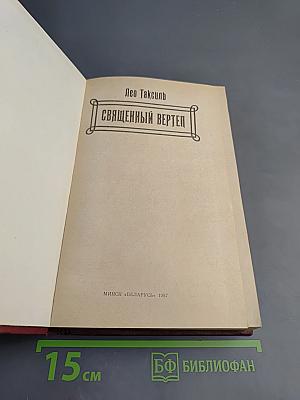 Лео Таксиль
СВЯЩЕННЫЙ ВЕРТЕП
МИНСК «БЕЛАРУСЬ» 1987
15 см
БФ БИБЛИОФАН